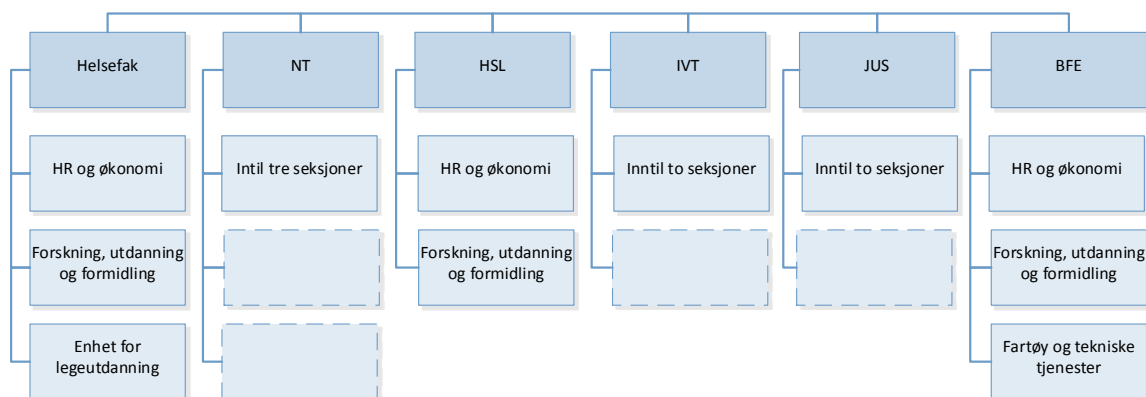 Helsefak
NT
HSL
IVT
JUS
BFE
HR og økonomi
Intil tre seksjoner
HR og økonomi
Inntil to seksjoner
Inntil to seksjoner
HR og økonomi
Forskning, utdanning
og formidling
Forskning, utdanning
og formidling
Forskning, utdanning
og formidling
Enhet for
legeutdanning
Fartøy og tekniske
tjenester